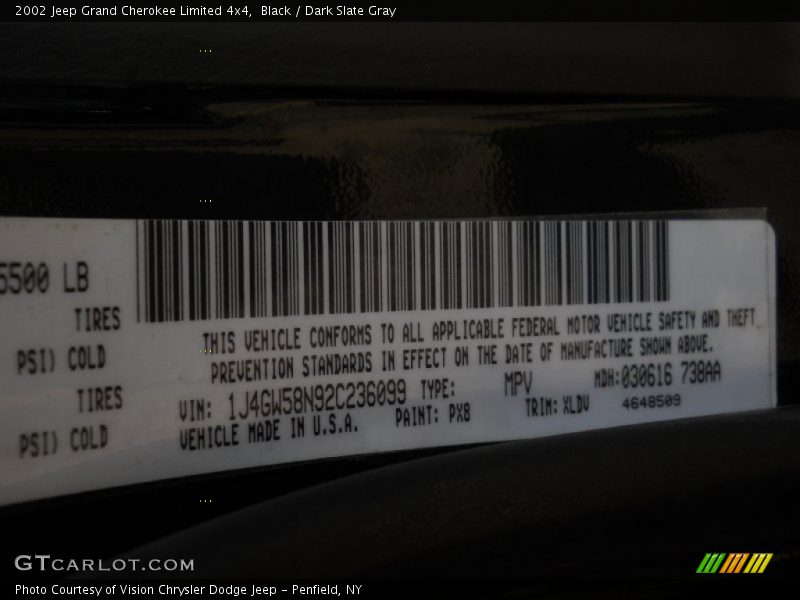 2002 Jeep Grand Cherokee Limited 4x4, Black / Dark Slate Gray
5500 LB
TIRES
PSI) COLD
TIRES
PSI) COLD
THIS VEHICLE CONFORMS TO ALL APPLICABLE FEDERAL MOTOR VEHICLE SAFETY AND THEFT
PREVENTION STANDARDS IN EFFECT ON THE DATE OF MANUFACTURE SHOWN ABOVE.
VIN: 1J4GW58N92C236099 TYPE: MPV MDH:030616 738AA
VEHICLE MADE IN U.S.A. PAINT: PX8 TRIM: XLDV 4648509
GTCARLOT.COM
Photo Courtesy of Vision Chrysler Dodge Jeep - Penfield, NY